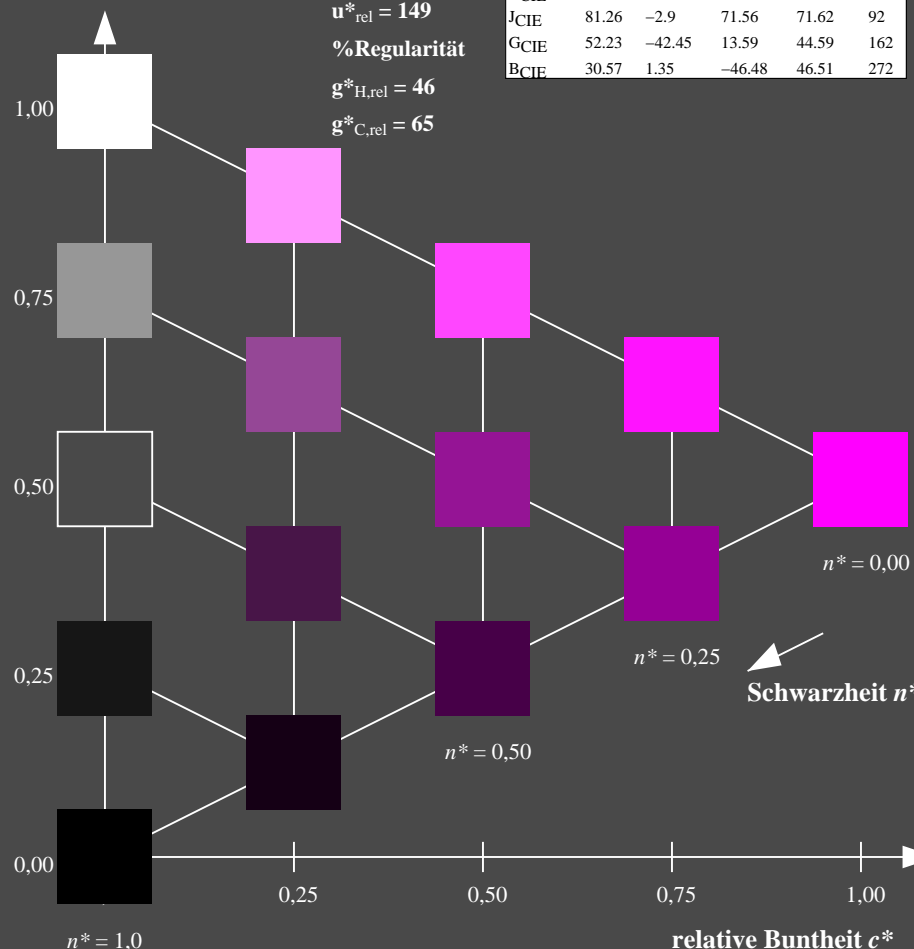 u*rel = 149
%Regularität
g*H,rel = 46
g*C,rel = 65
CIE
JCIE 81.26 –2.9 71.56 71.62 92
GCIE 52.23 –42.45 13.59 44.59 162
BCIE 30.57 1.35 –46.48 46.51 272
1,00
0,75
0,50
0,25
0,00
n* = 0,00
n* = 0,25
Schwarzheit n*
n* = 0,50
0,25 0,50 0,75 1,00
n* = 1,0
relative Buntheit c*